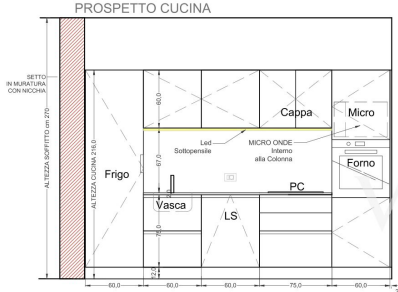 PROSPETTO CUCINA
SETTO
IN MURATURA
CON NICCHIA
ALTEZZA SOFFITTO cm 270
ALTEZZA CUCINA 216,0
60,0
Cappa
Micro
Led
Sottopensile
MICRO ONDE
Interno
alla Colonna
67,0
Frigo
Forno
PC
Vasca
LS
75,0
12,0
60,0
60,0
60,0
75,0
60,0